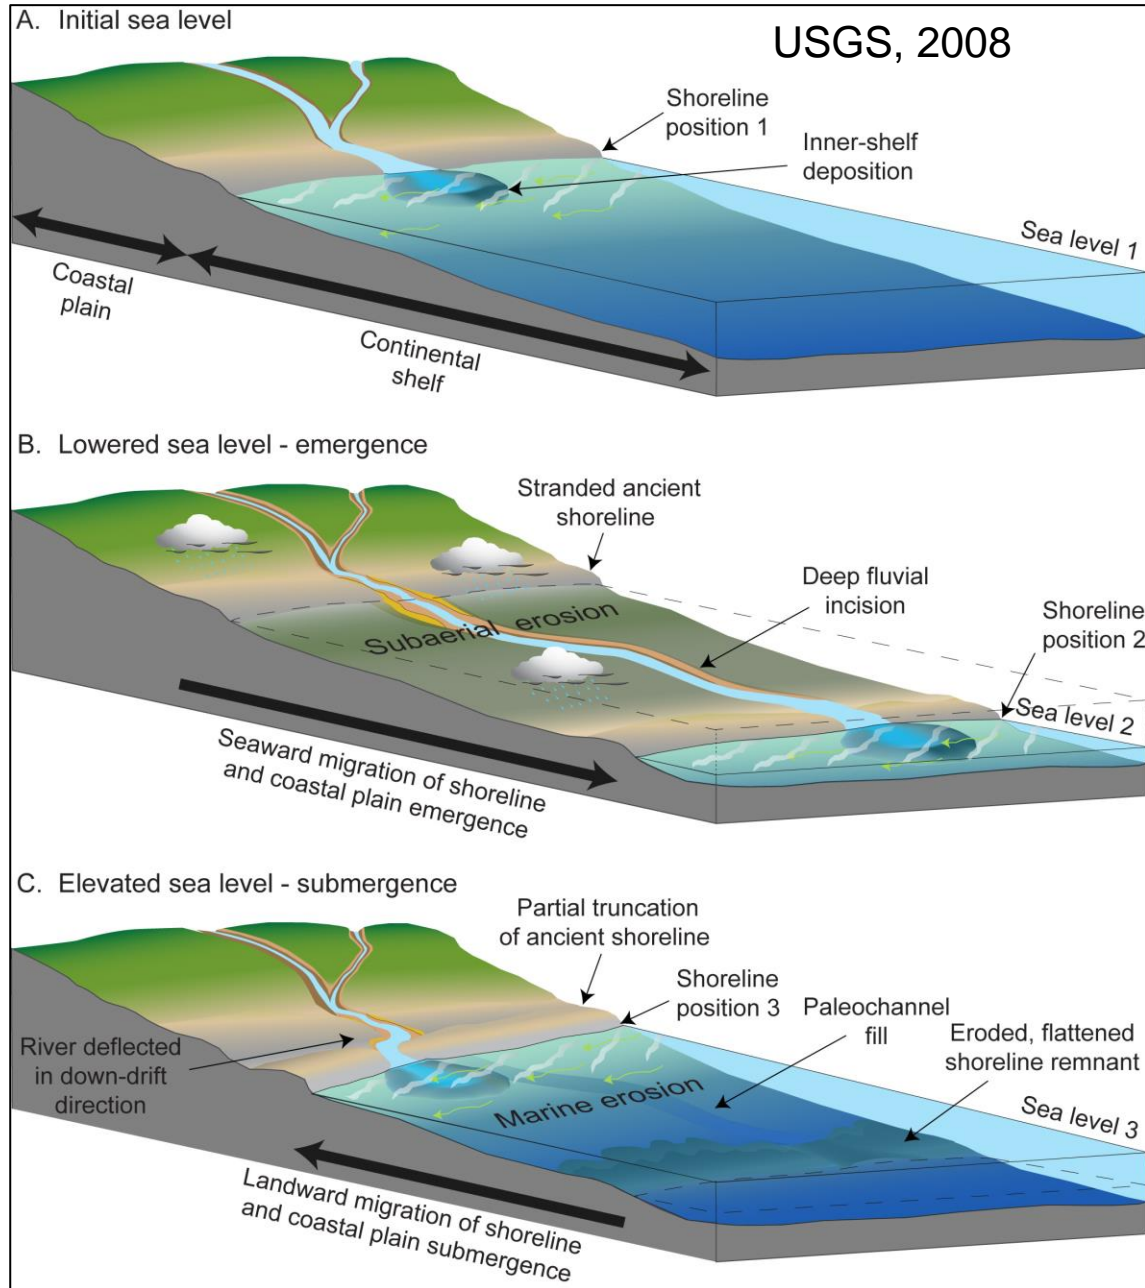 A. Initial sea level
USGS, 2008
Shoreline
position 1
Inner-shelf
deposition
Sea level 1
Coastal
plain
Continental
shelf
B. Lowered sea level - emergence
Stranded ancient
shoreline
Deep fluvial
incision
Shoreline
position 2
Subaerial erosion
Sea level 2
Seaward migration of shoreline
and coastal plain emergence
C. Elevated sea level - submergence
Partial truncation
of ancient shoreline
Shoreline
position 3
Paleochannel
fill
Eroded, flattened
shoreline remnant
River deflected
in down-drift
direction
Marine erosion
Sea level 3
Landward migration of shoreline
and coastal plain submergence